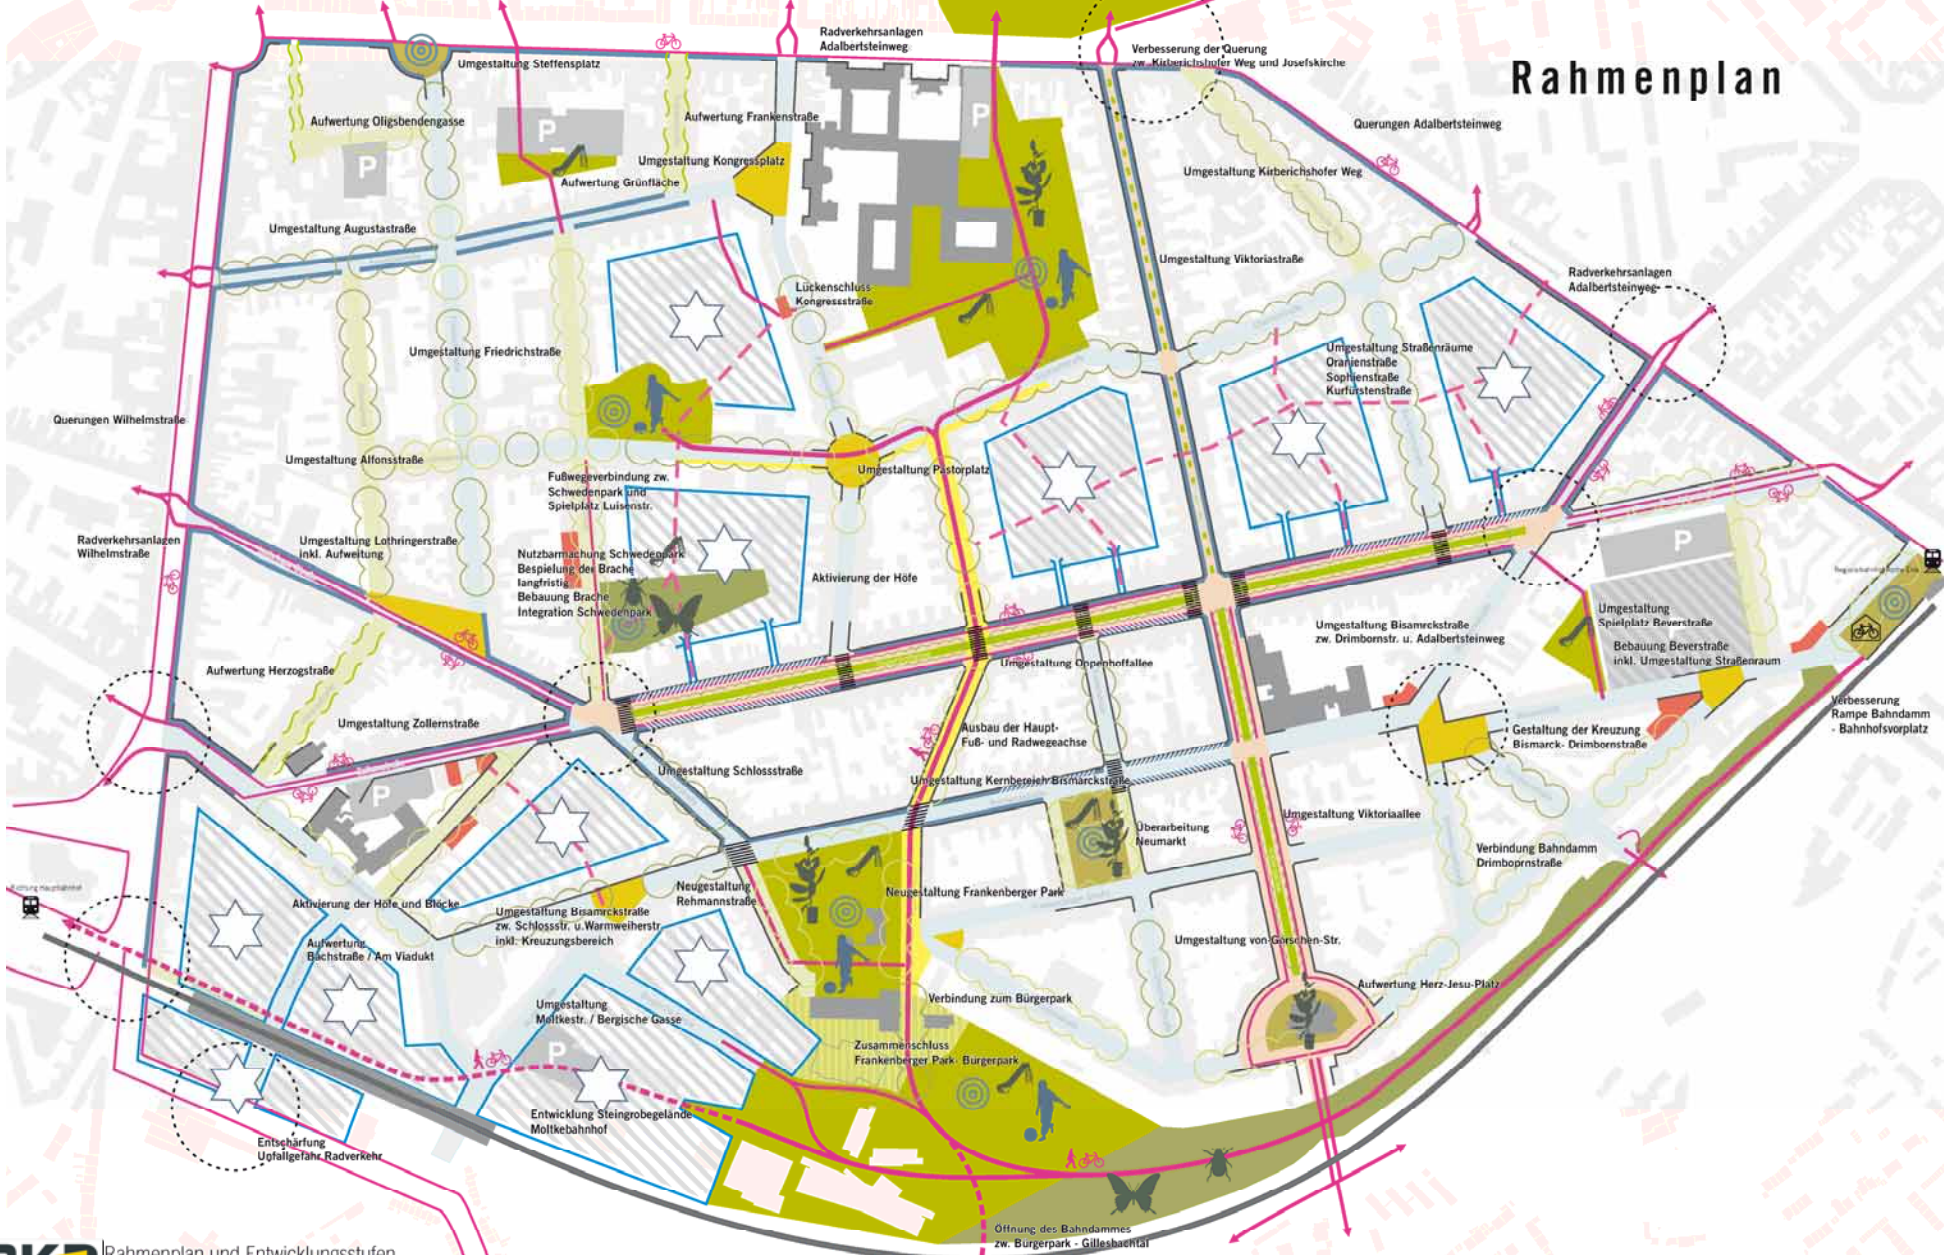 Rahmenplan
Radverkehrsanlagen
Adalbertsteinweg
Verbesserung der Querung
zw. Kirberichshofer Weg und Josefskirche
Umgestaltung Steffensplatz
Aufwertung Oligsbendengasse
P
P
P
Aufwertung Frankenstraße
Querungen Adalbertsteinweg
Umgestaltung Kongressplatz
Aufwertung Grünfläche
Umgestaltung Kirberichshofer Weg
Umgestaltung Augustastraße
Umgestaltung Viktoriastraße
Radverkehrsanlagen
Adalbertsteinweg
Lückenschluss
Kongressstraße
Umgestaltung Friedrichstraße
Umgestaltung Straßenräume
Oranienstraße
Sophienstraße
Kurfürstenstraße
Querungen Wilhelmstraße
Umgestaltung Alfonsstraße
Umgestaltung Pastorplatz
Fußwegeverbindung zw.
Schwedenpark und
Spielplatz Luisenstr.
Radverkehrsanlagen
Wilhelmstraße
Umgestaltung Lothringerstraße
inkl. Aufweitung
Nutzbarmachung Schwedenpark
Bespielung der Brache
langfristig
Bebauung Brache
Integration Schwedenpark
Aktivierung der Höfe
P
Umgestaltung
Spielplatz Beverstraße
Umgestaltung Bisamrckstraße
zw. Drimbornstr. u. Adalbertsteinweg
Bebauung Beverstraße
inkl. Umgestaltung Straßenraum
Aufwertung Herzogstraße
Umgestaltung Oppenhoffallee
Verbesserung
Rampe Bahndamm
- Bahnhofsvorplatz
Umgestaltung Zollernstraße
Ausbau der Haupt-
Fuß- und Radwegeachse
Gestaltung der Kreuzung
Bismarck- Drimbornstraße
Umgestaltung Schlossstraße
Umgestaltung Kernbereich Bismarckstraße
P
Umgestaltung Viktoriaallee
Überarbeitung
Neumarkt
Verbindung Bahndamm
Drimboprnstraße
Richtung Hauptbahnhof
Neugestaltung
Rehmannstraße
Neugestaltung Frankenberger Park
Aktivierung der Höfe und Blöcke
Umgestaltung Bisamrckstraße
zw. Schlossstr. u.Warmweiherstr.
inkl. Kreuzungsbereich
Aufwertung
Bachstraße / Am Viadukt
Umgestaltung von-Görschen-Str.
Aufwertung Herz-Jesu-Platz
Verbindung zum Bürgerpark
Umgestaltung
Moltkestr. / Bergische Gasse
P
Zusammenschluss
Frankenberger Park- Bürgerpark
Entwicklung Steingrobegelände
Moltkebahnhof
Entschärfung
Unfallgefahr Radverkehr
Öffnung des Bahndammes
zw. Bürgerpark - Gillesbachtal
Rahmenplan und Entwicklungsstufen